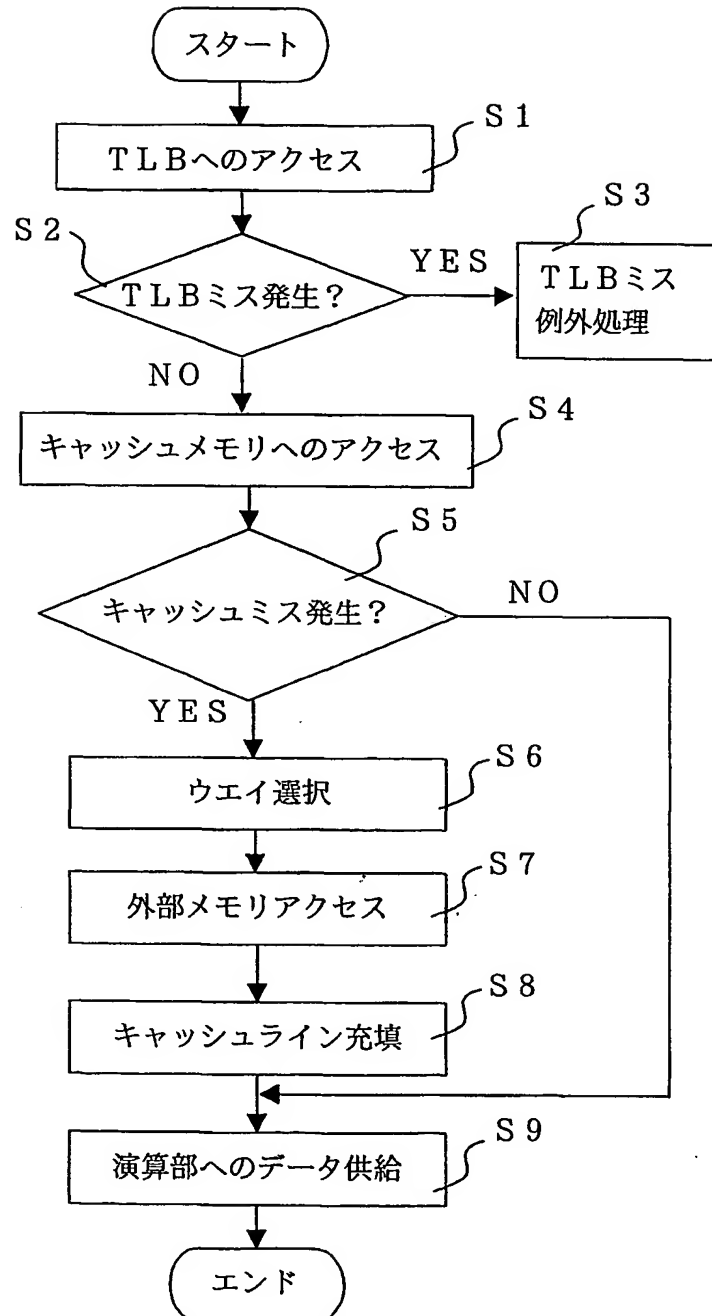 スタート
S1
TLBへのアクセス
S2
TLBミス発生?
YES
S3
TLBミス
例外処理
NO
S4
キャッシュメモリへのアクセス
S5
キャッシュミス発生?
NO
YES
S6
ウエイ選択
S7
外部メモリアクセス
S8
キャッシュライン充填
S9
演算部へのデータ供給
エンド